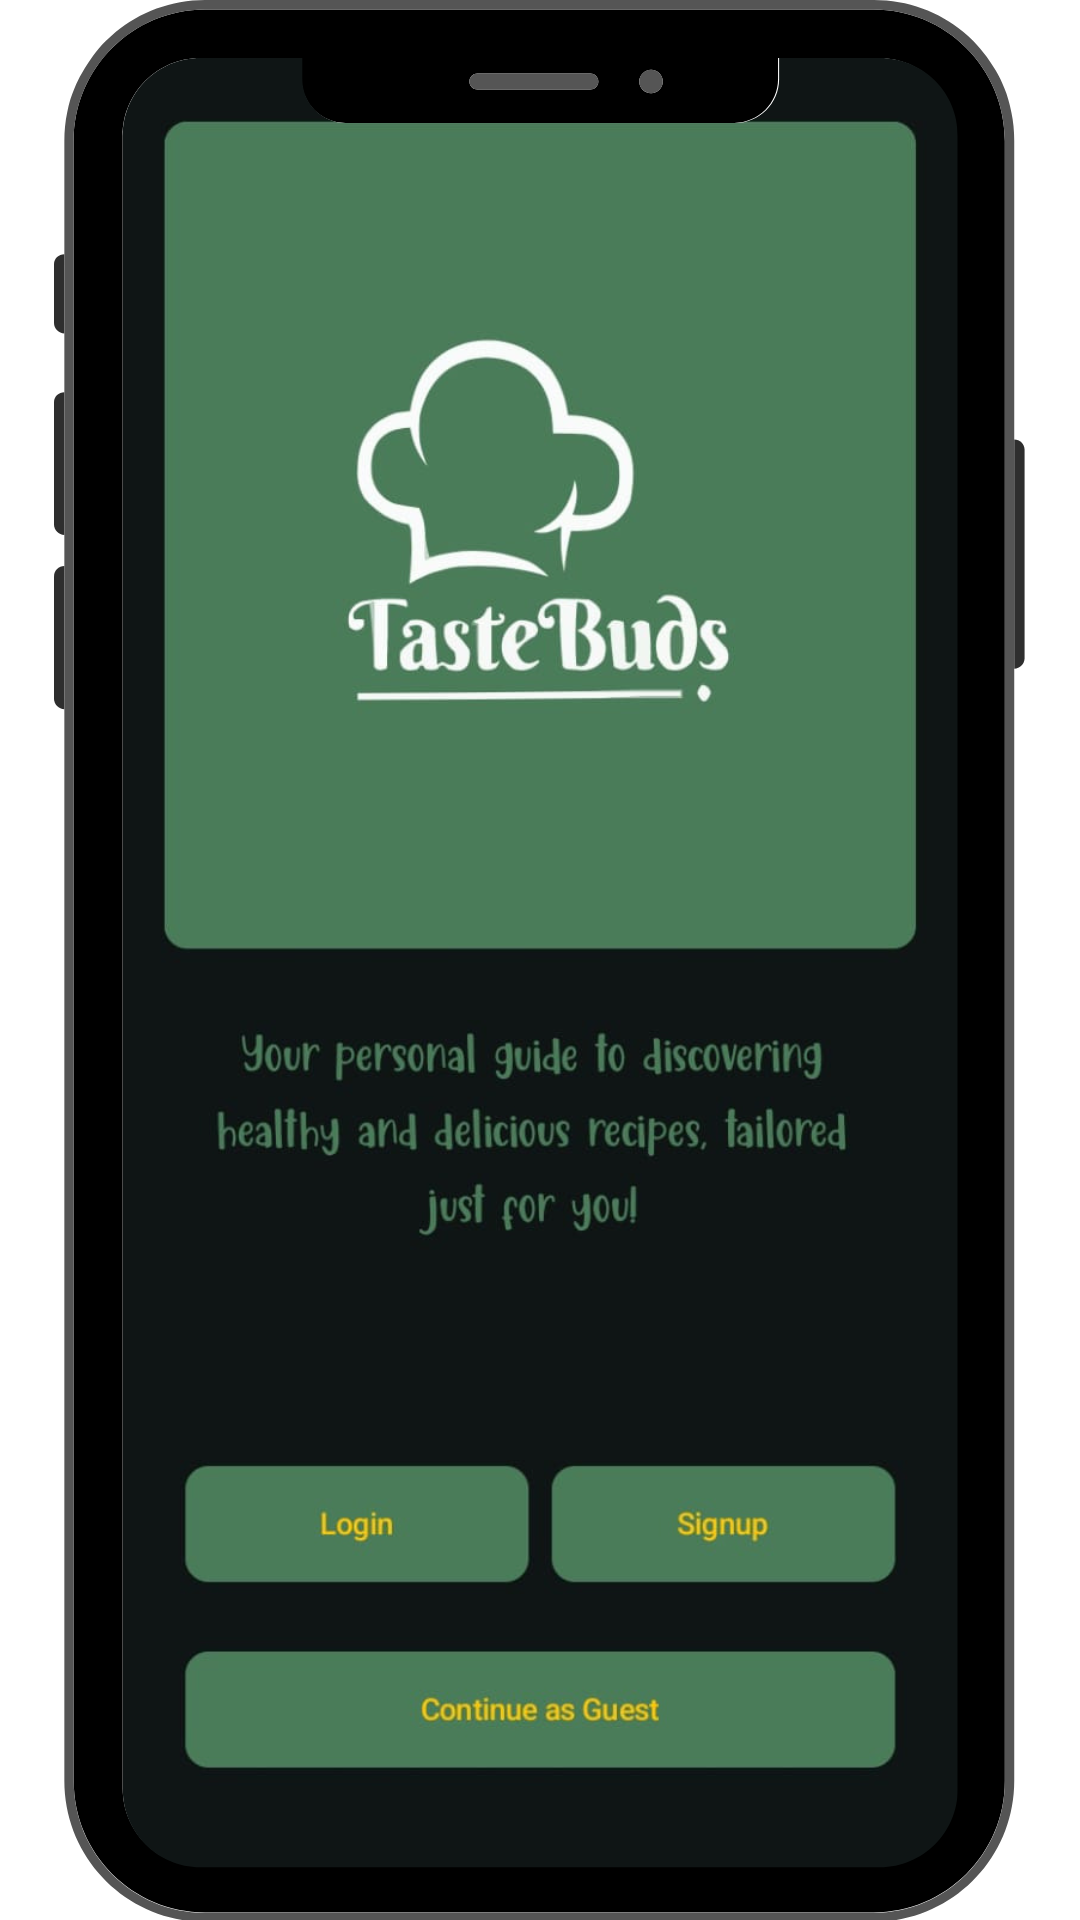 TasteBuds
Your personal guide to discovering
healthy and delicious recipes, tailored
just for you!
Login
Signup
Continue as Guest